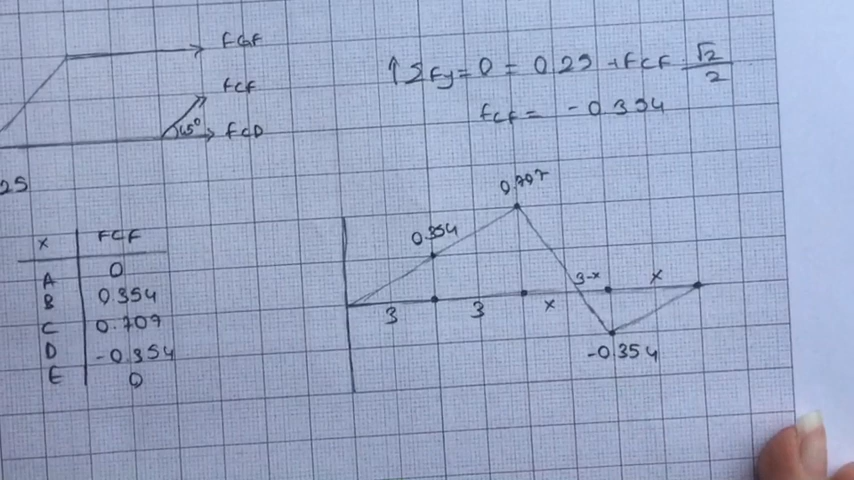 FGF
FCF
45° FCD
↑ΣFy=0 = 0,25 + FCF √2/2
FCF = -0.354
25
x FCF
A 0
B 0.354
C 0.707
D -0.354
E 0
0,707
0.354
3 3 x 3-x x
-0.354